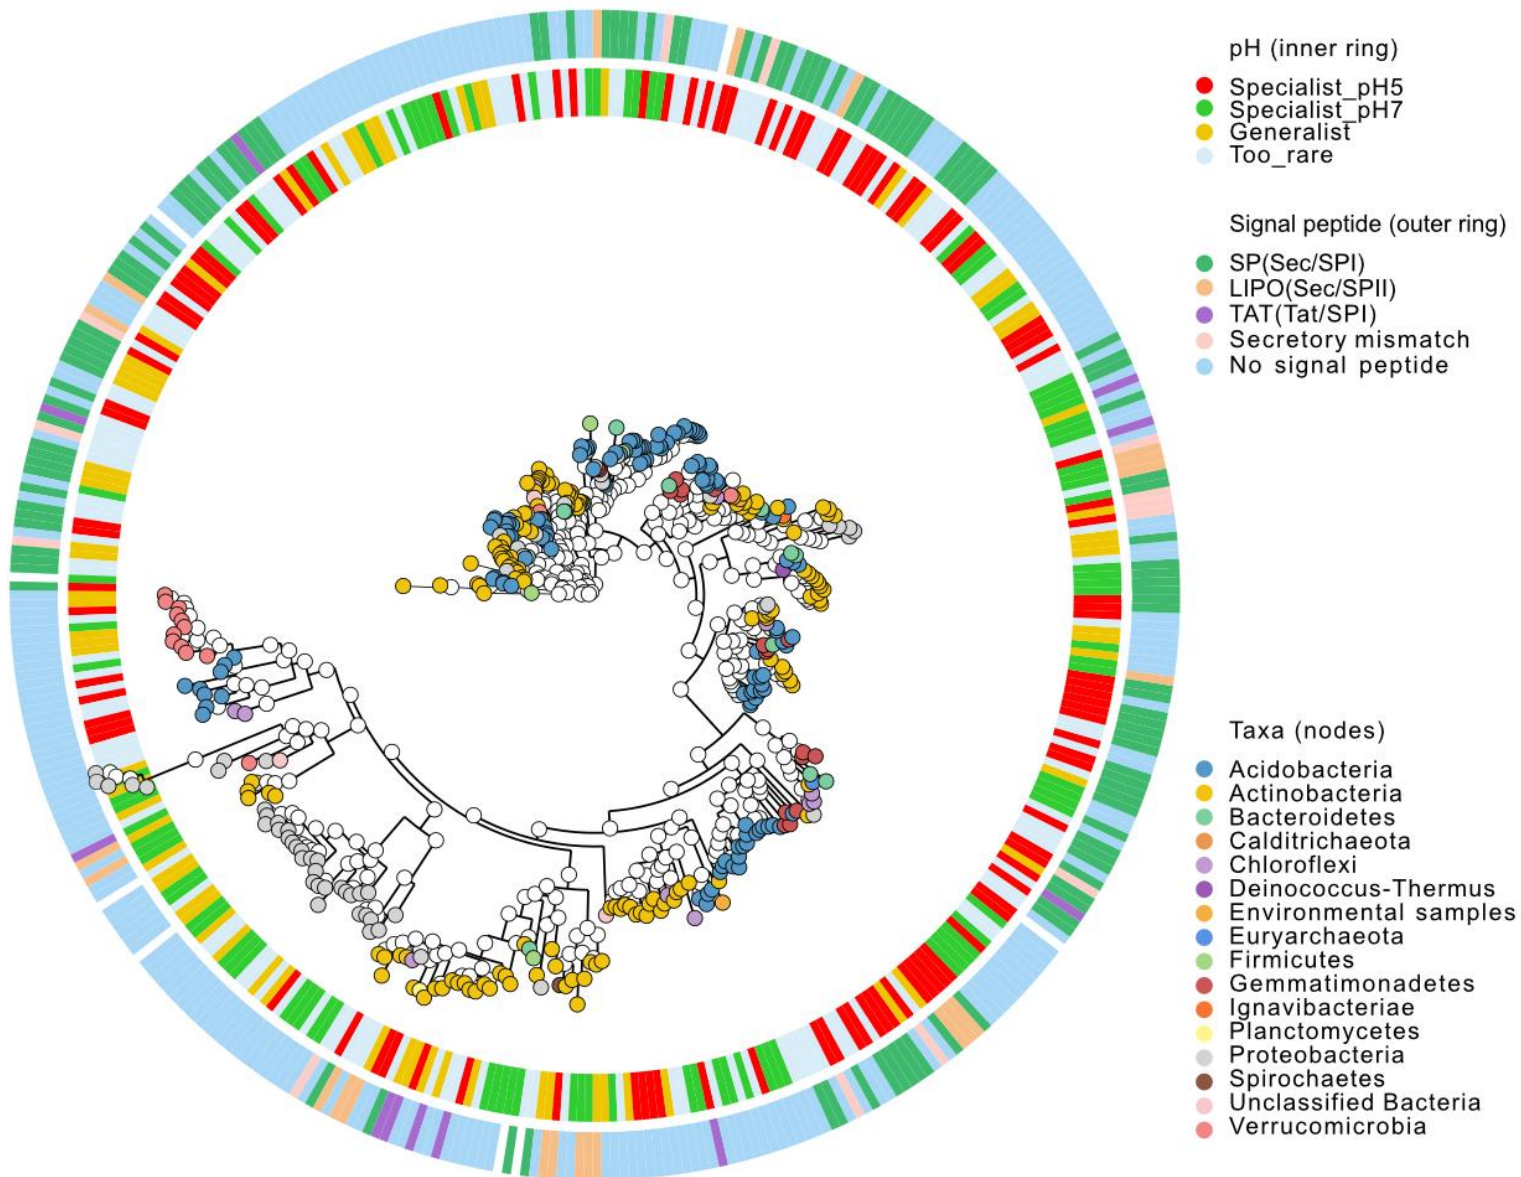 pH (inner ring)
Specialist_pH5
Specialist_pH7
Generalist
Too_rare
Signal peptide (outer ring)
SP(Sec/SPI)
LIPO(Sec/SPII)
TAT(Tat/SPI)
Secretory mismatch
No signal peptide
Taxa (nodes)
Acidobacteria
Actinobacteria
Bacteroidetes
Calditrichaeota
Chloroflexi
Deinococcus-Thermus
Environmental samples
Euryarchaeota
Firmicutes
Gemmatimonadetes
Ignavibacteriae
Planctomycetes
Proteobacteria
Spirochaetes
Unclassified Bacteria
Verrucomicrobia